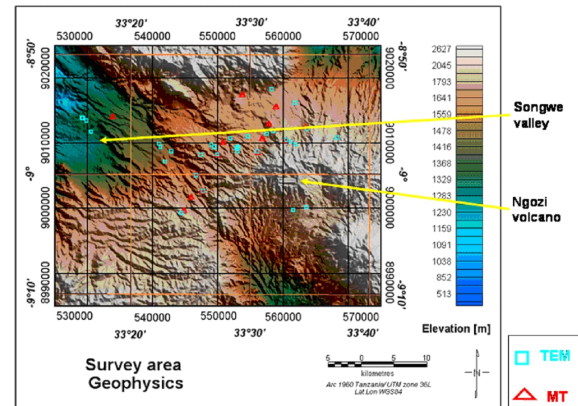 33°20' 33°30' 33°40'
530000 540000 550000 560000 570000
-8°50' 9020000 9010000 -9° 9000000 8990000 -9°10'
-8°50' 9020000 9010000 -9° 9000000 8990000 -9°10'
530000 540000 550000 560000 570000
33°20' 33°30' 33°40'
2627
2045
1793
1641
1559
1478
1416
1368
1329
1283
1230
1159
1091
1038
852
513
Elevation [m]
Songwe
valley
Ngozi
volcano
Survey area
Geophysics
5 0 5 10
kilometres
Arc 1960 Tanzania/ UTM zone 36L
Lat Lon WGS84
N
TEM
MT